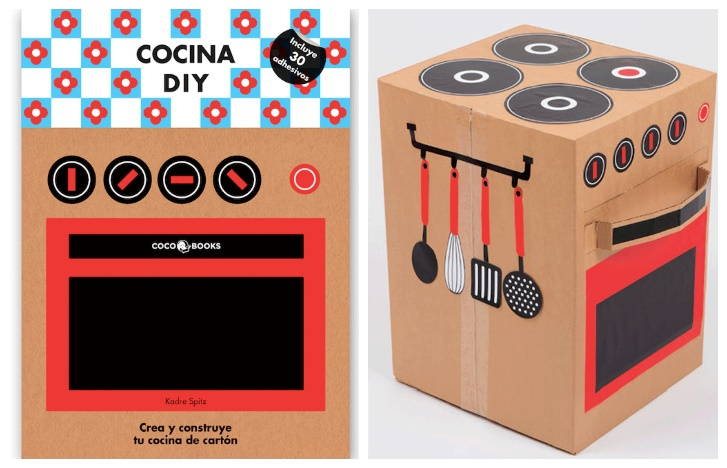 COCINA
DIY
Incluye
30
adhesivos
COCO BOOKS
Kadre Spitz
Crea y construye
tu cocina de cartón